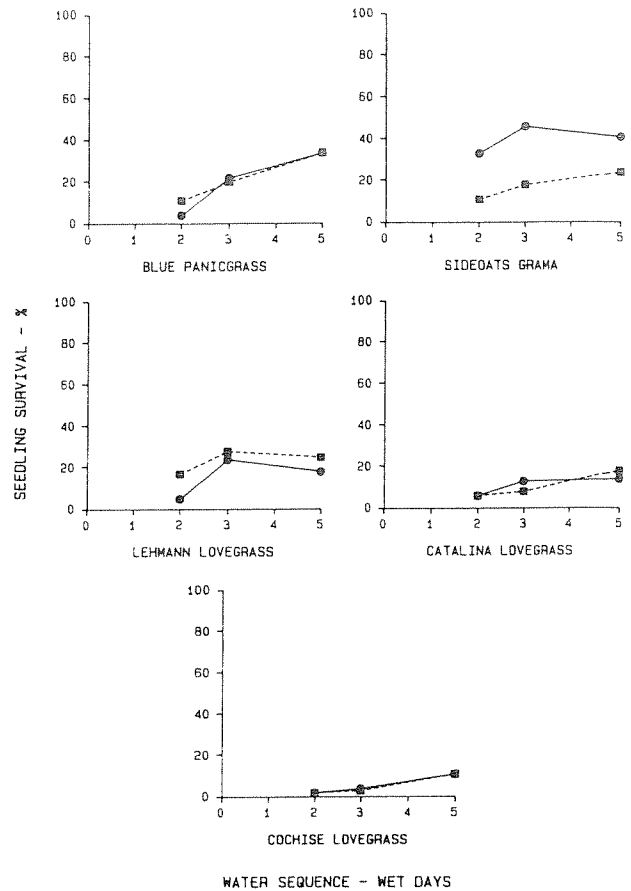 100
80
60
40
20
0
0 1 2 3 4 5
BLUE PANICGRASS
100
80
60
40
20
0
0 1 2 3 4 5
SIDEOATS GRAMA
SEEDLING SURVIVAL - %
100
80
60
40
20
0
0 1 2 3 4 5
LEHMANN LOVEGRASS
100
80
60
40
20
0
0 1 2 3 4 5
CATALINA LOVEGRASS
100
80
60
40
20
0
0 1 2 3 4 5
COCHISE LOVEGRASS
WATER SEQUENCE - WET DAYS